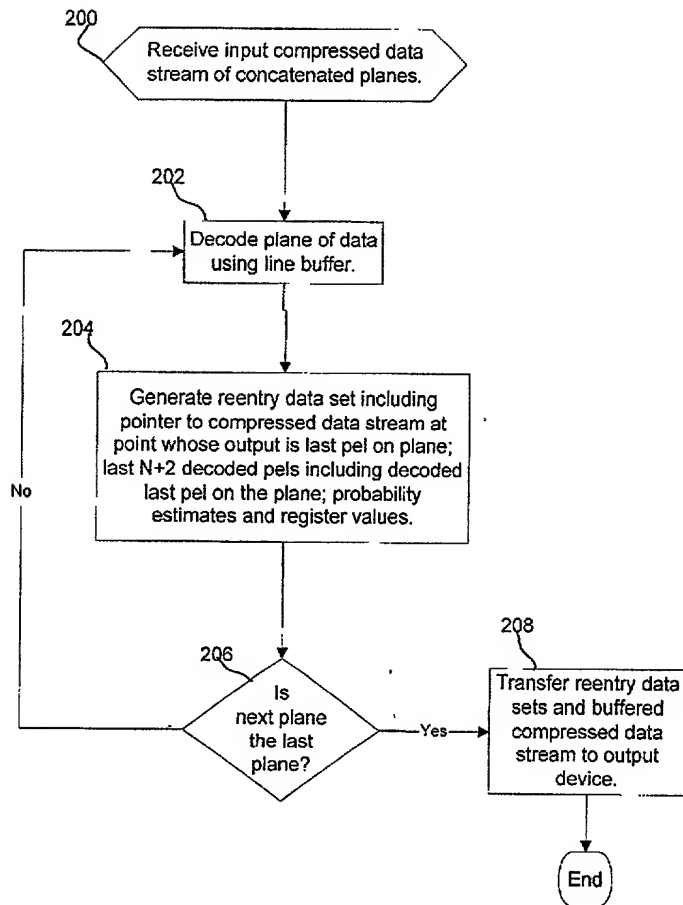 200
Receive input compressed data
stream of concatenated planes.
202
Decode plane of data
using line buffer.
204
Generate reentry data set including
pointer to compressed data stream at
point whose output is last pel on plane;
last N+2 decoded pels including decoded
last pel on the plane; probability
estimates and register values.
No
206
Is
next plane
the last
plane?
Yes
208
Transfer reentry data
sets and buffered
compressed data
stream to output
device.
End